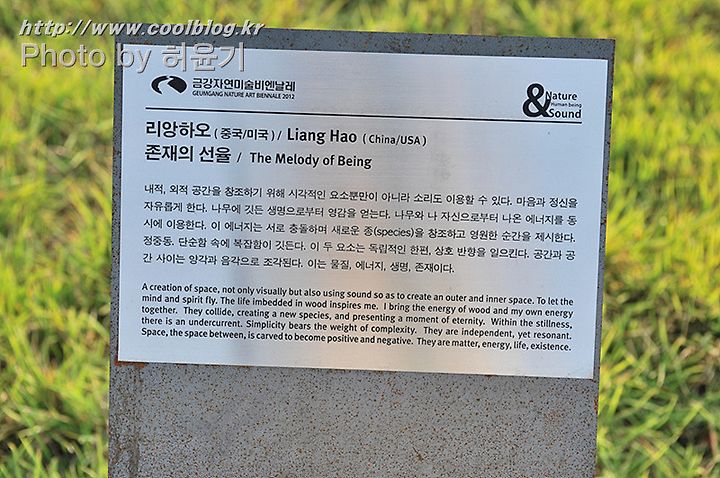 http://www.coolblog.kr
Photo by 허윤기
금강자연미술비엔날레
GEUMGANG NATURE ART BIENNALE 2012
& Nature
Human being
Sound
리앙하오 (중국/미국) / Liang Hao (China/USA)
존재의 선율 / The Melody of Being
내적, 외적 공간을 창조하기 위해 시각적인 요소뿐만이 아니라 소리도 이용할 수 있다. 마음과 정신을
자유롭게 한다. 나무에 깃든 생명으로부터 영감을 얻는다. 나무와 나 자신으로부터 나온 에너지를 동
시에 이용한다. 이 에너지는 서로 충돌하며 새로운 종(species)을 창조하고 영원한 순간을 제시한다.
정중동. 단순함 속에 복잡함이 깃든다. 이 두 요소는 독립적인 한편, 상호 반향을 일으킨다. 공간과 공
간 사이는 양각과 음각으로 조각된다. 이는 물질, 에너지, 생명, 존재이다.
A creation of space, not only visually but also using sound so as to create an outer and inner space. To let the
mind and spirit fly. The life imbedded in wood inspires me. I bring the energy of wood and my own energy
together. They collide, creating a new species, and presenting a moment of eternity. Within the stillness,
there is an undercurrent. Simplicity bears the weight of complexity. They are independent, yet resonant.
Space, the space between, is carved to become positive and negative. They are matter, energy, life, existence.